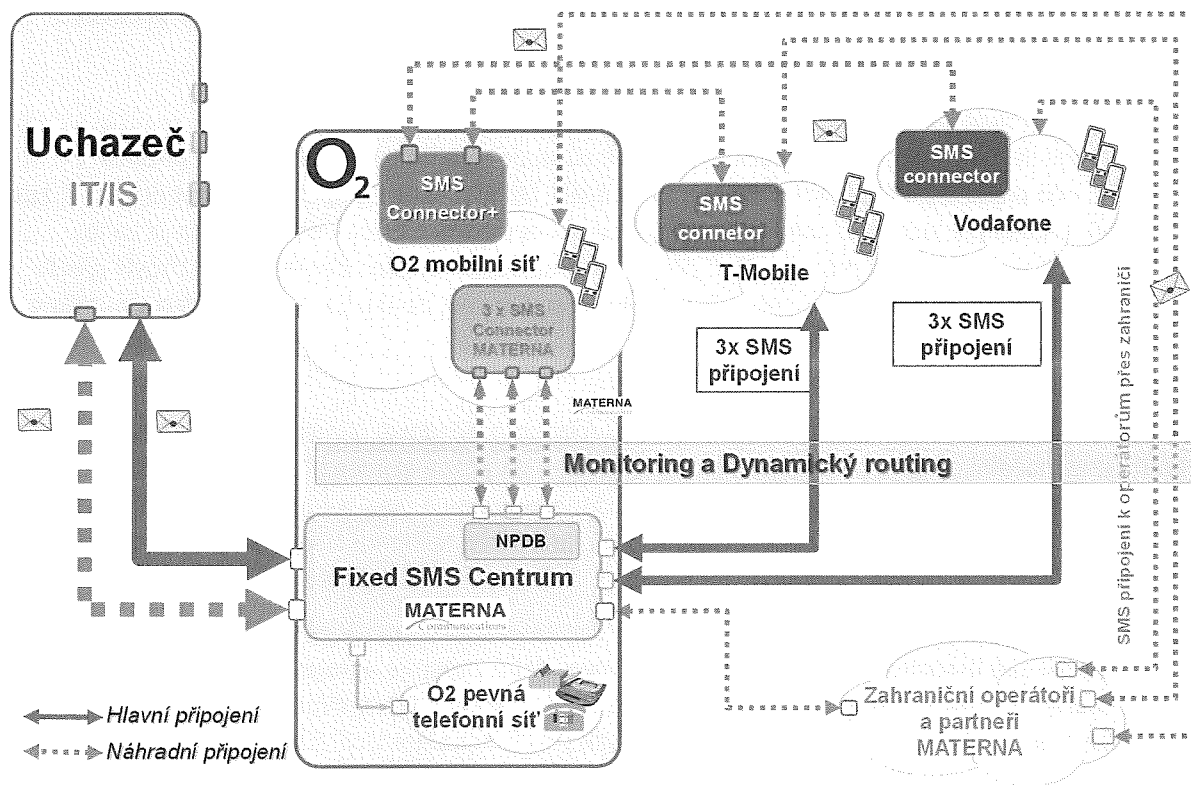 Uchazeč
IT/IS
O2
SMS
Connector+
O2 mobilní síť
3 x SMS
Connector
MATERNA
MATERNA
SMS
connetor
T-Mobile
SMS
connector
Vodafone
3x SMS
připojení
3x SMS
připojení
SMS připojení k operátorům přes zahraničí
Monitoring a Dynamický routing
NPDB
Fixed SMS Centrum
MATERNA
Communications
O2 pevná
telefonní síť
Zahraniční operátoři
a partneři
MATERNA
Hlavní připojení
Náhradní připojení